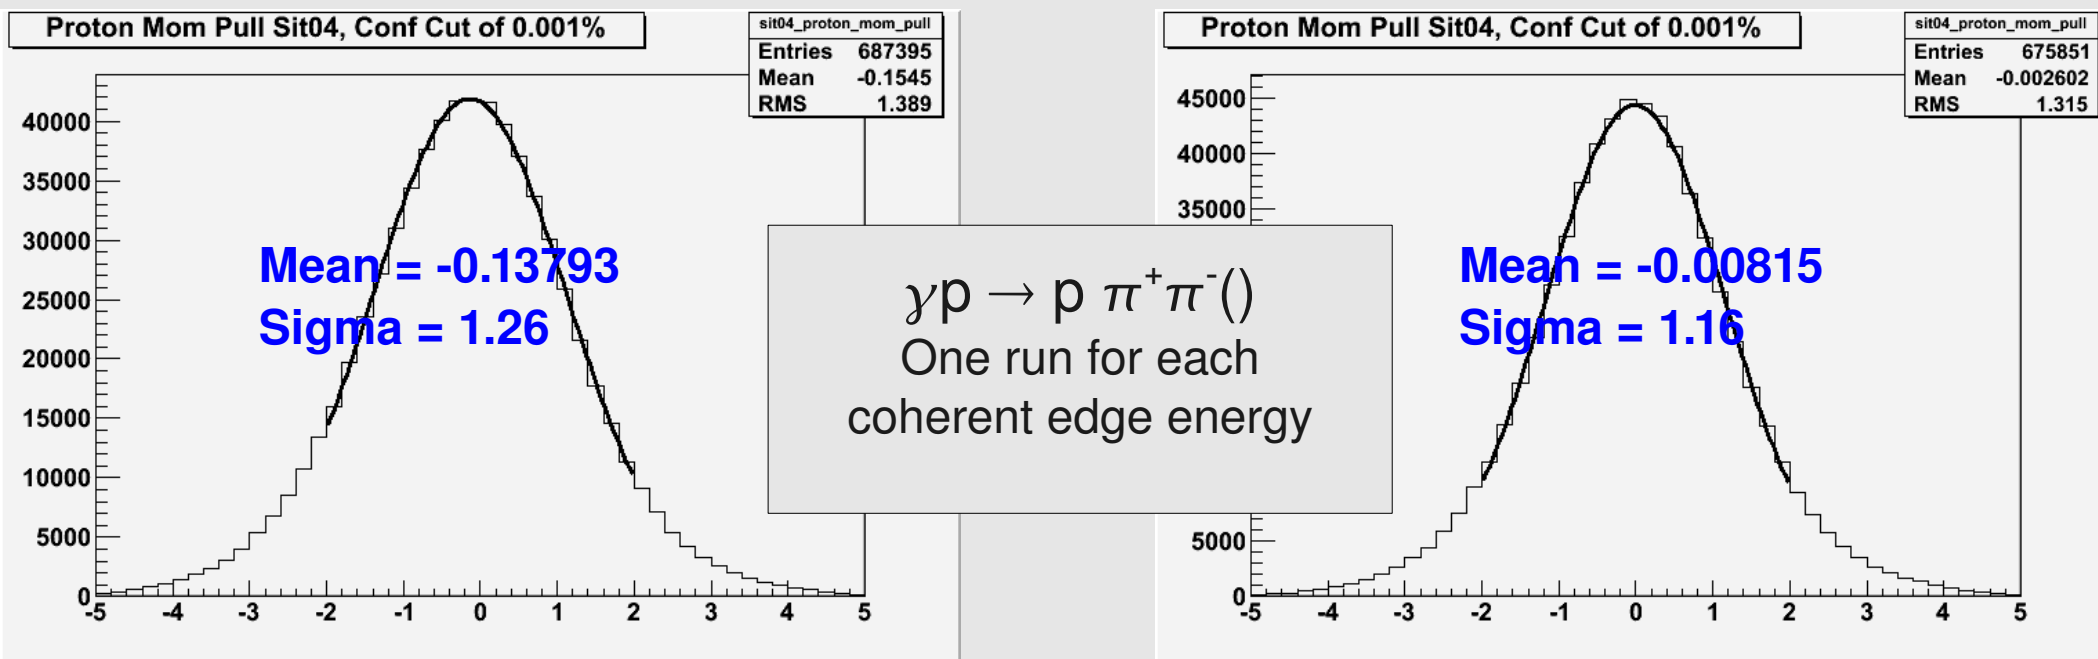 Proton Mom Pull Sit04, Conf Cut of 0.001%
sit04_proton_mom_pull
Entries 687395
Mean -0.1545
RMS 1.389
40000
35000
30000
25000
20000
15000
10000
5000
0
-5 -4 -3 -2 -1 0 1 2 3 4 5
Mean = -0.13793
Sigma = 1.26
γp → p π⁺π⁻()
One run for each
coherent edge energy
Proton Mom Pull Sit04, Conf Cut of 0.001%
sit04_proton_mom_pull
Entries 675851
Mean -0.002602
RMS 1.315
45000
40000
35000
5000
0
-5 -4 -3 -2 -1 0 1 2 3 4 5
Mean = -0.00815
Sigma = 1.16